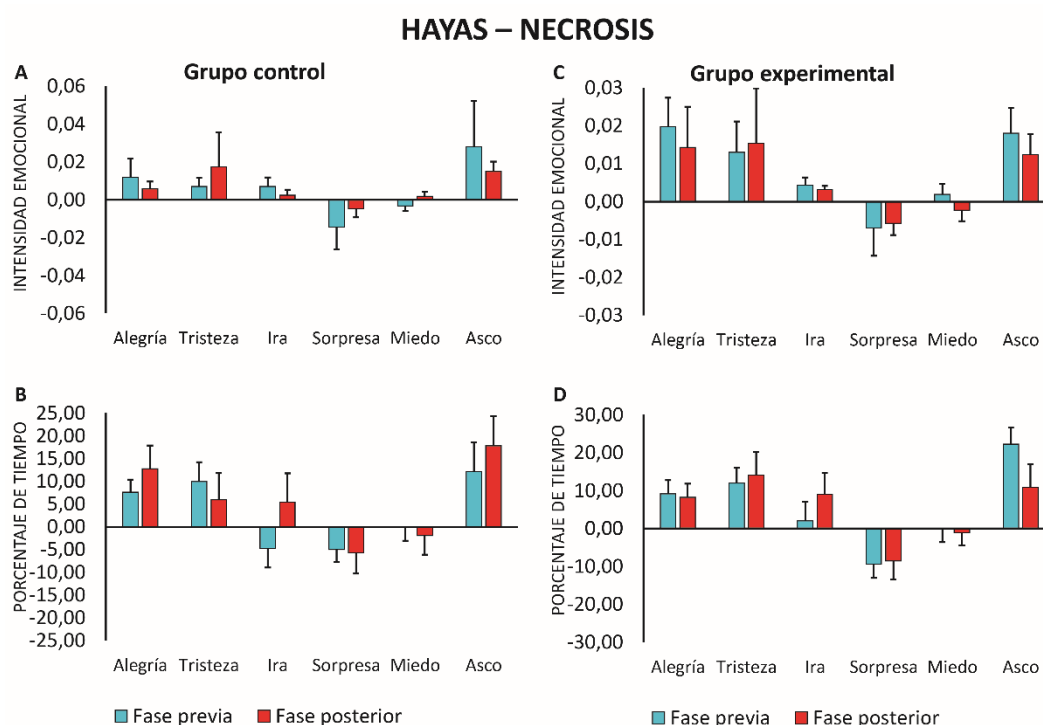 HAYAS – NECROSIS
A
Grupo control
INTENSIDAD EMOCIONAL
0,06
0,04
0,02
0,00
-0,02
-0,04
-0,06
Alegría Tristeza Ira Sorpresa Miedo Asco
C
Grupo experimental
INTENSIDAD EMOCIONAL
0,03
0,02
0,01
0,00
-0,01
-0,02
-0,03
Alegría Tristeza Ira Sorpresa Miedo Asco
B
PORCENTAJE DE TIEMPO
25,00
20,00
15,00
10,00
5,00
0,00
-5,00
-10,00
-15,00
-20,00
-25,00
Alegría Tristeza Ira Sorpresa Miedo Asco
Fase previa Fase posterior
D
PORCENTAJE DE TIEMPO
30,00
20,00
10,00
0,00
-10,00
-20,00
-30,00
Alegría Tristeza Ira Sorpresa Miedo Asco
Fase previa Fase posterior